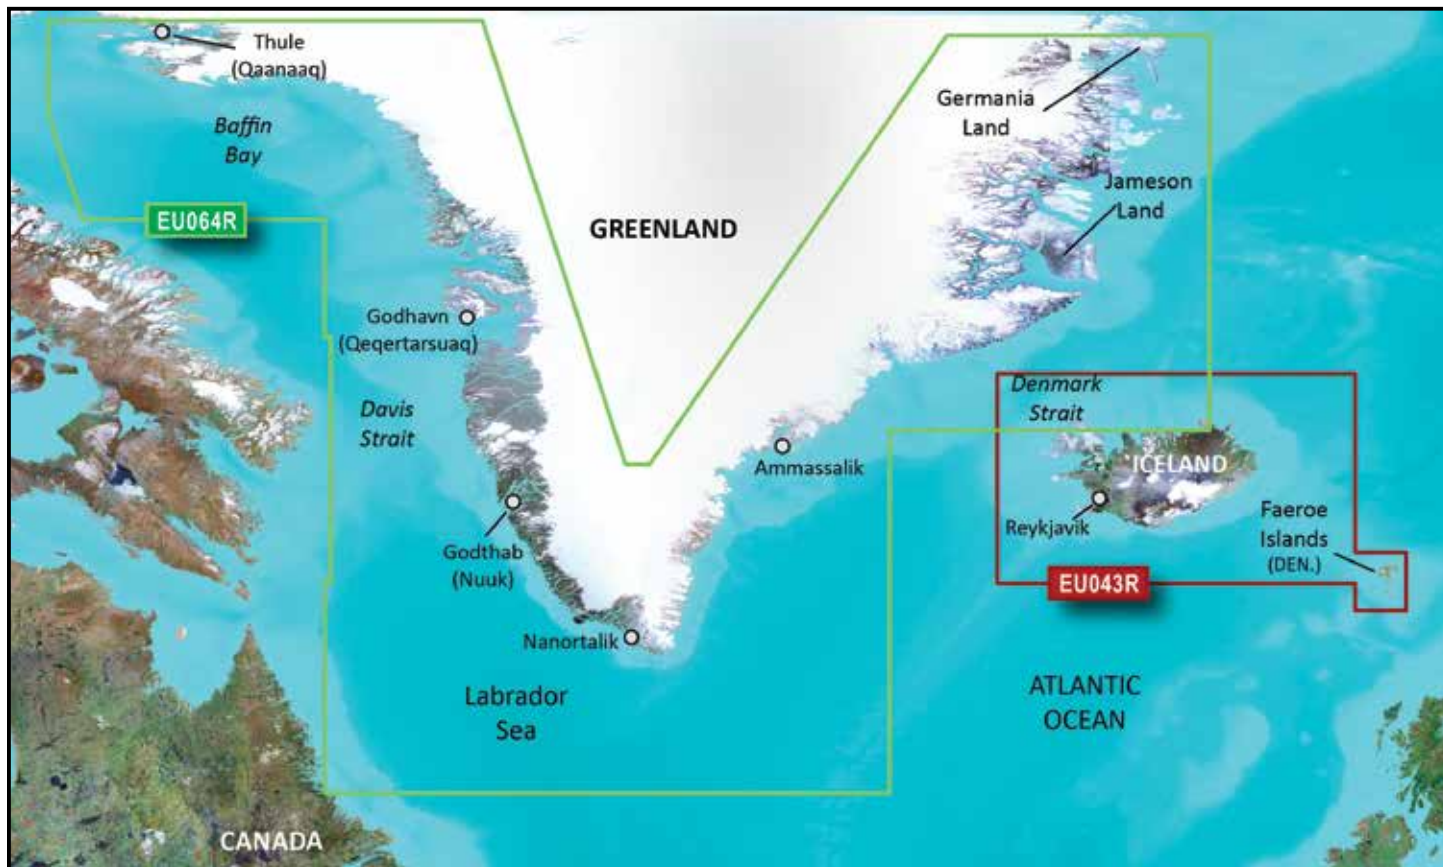 Thule
(Qaanaaq)
Germania
Land
Baffin
Bay
Jameson
Land
EU064R
GREENLAND
Godhavn
(Qeqertarsuaq)
Denmark
Strait
Davis
Strait
Ammassalik
ICELAND
Reykjavik
Faeroe
Islands
(DEN.)
Godthab
(Nuuk)
EU043R
Nanortalik
Labrador
Sea
ATLANTIC
OCEAN
CANADA